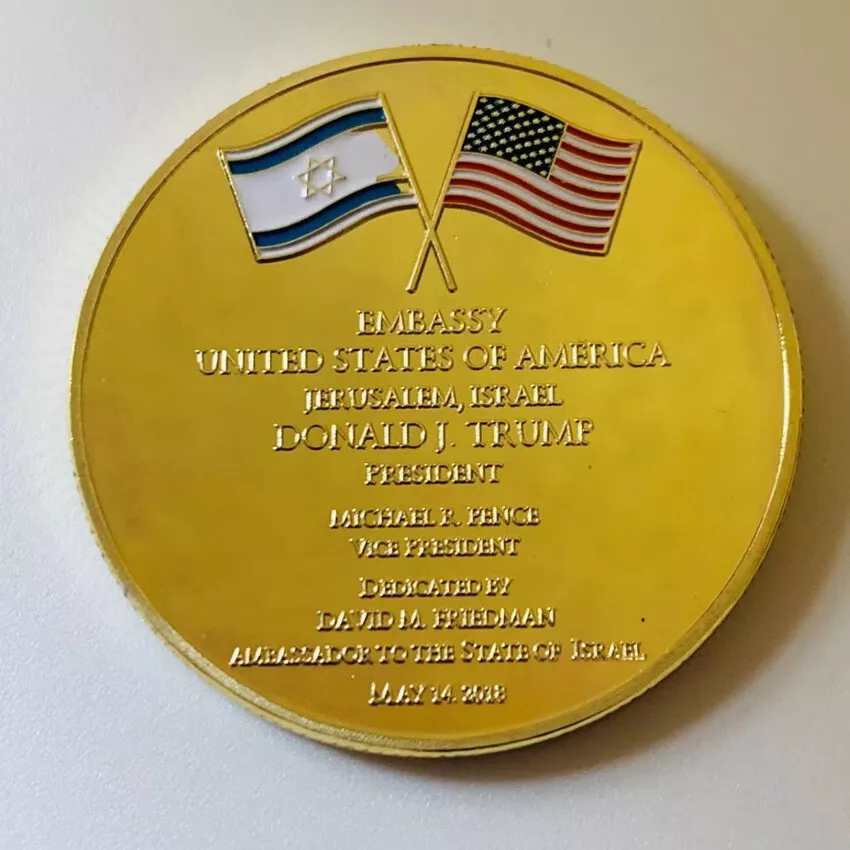 EMBASSY
UNITED STATES OF AMERICA
JERUSALEM, ISRAEL
DONALD J. TRUMP
PRESIDENT
MICHAEL R. PENCE
VICE PRESIDENT
DEDICATED BY
DAVID M. FRIEDMAN
AMBASSADOR TO THE STATE OF ISRAEL
MAY 14, 2018